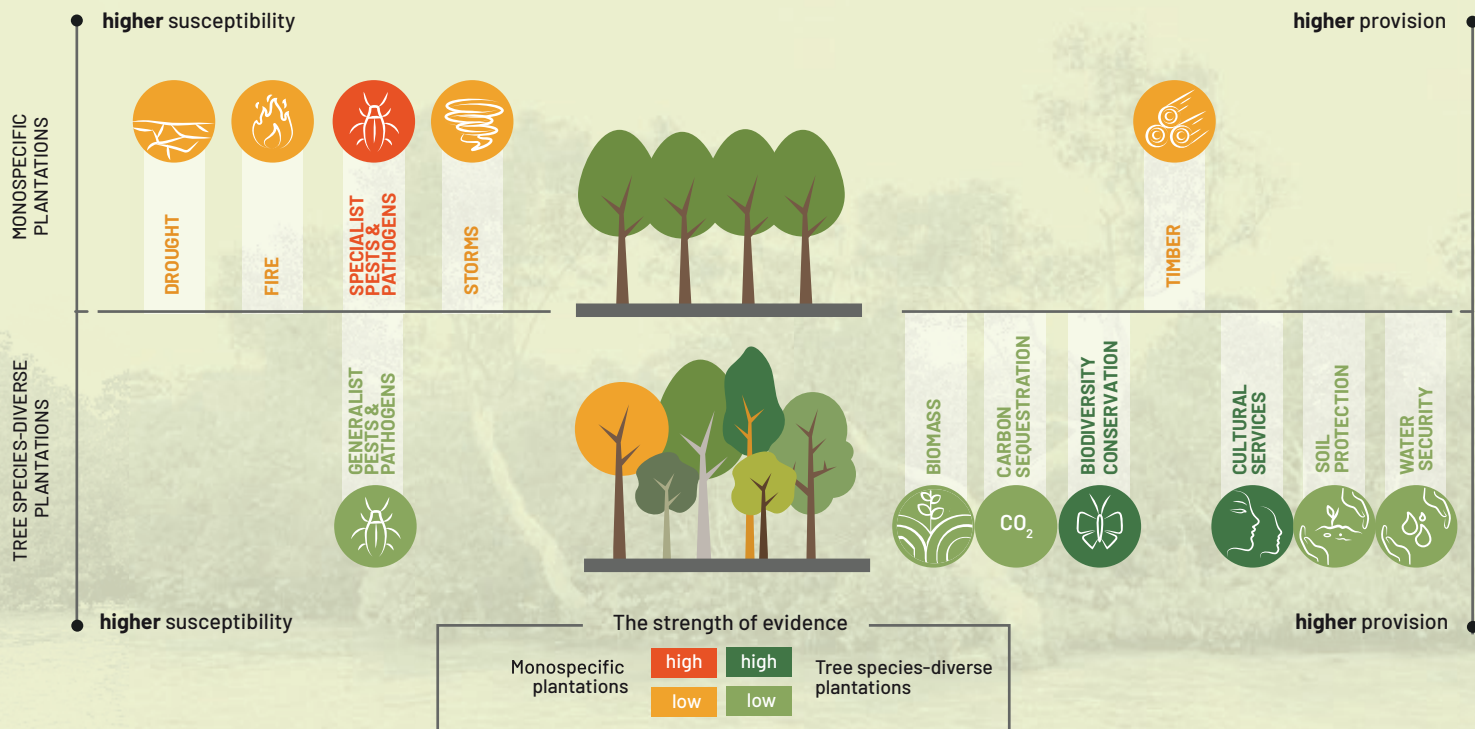 higher susceptibility
higher provision
MONOSPECIFIC
PLANTATIONS
DROUGHT
FIRE
SPECIALIST
PESTS &
PATHOGENS
STORMS
TIMBER
TREE SPECIES-DIVERSE
PLANTATIONS
GENERALIST
PESTS &
PATHOGENS
BIOMASS
CARBON
SEQUESTRATION
BIODIVERSITY
CONSERVATION
CULTURAL
SERVICES
SOIL
PROTECTION
WATER
SECURITY
CO2
higher susceptibility
higher provision
The strength of evidence
Monospecific
plantations
high
high
low
low
Tree species-diverse
plantations